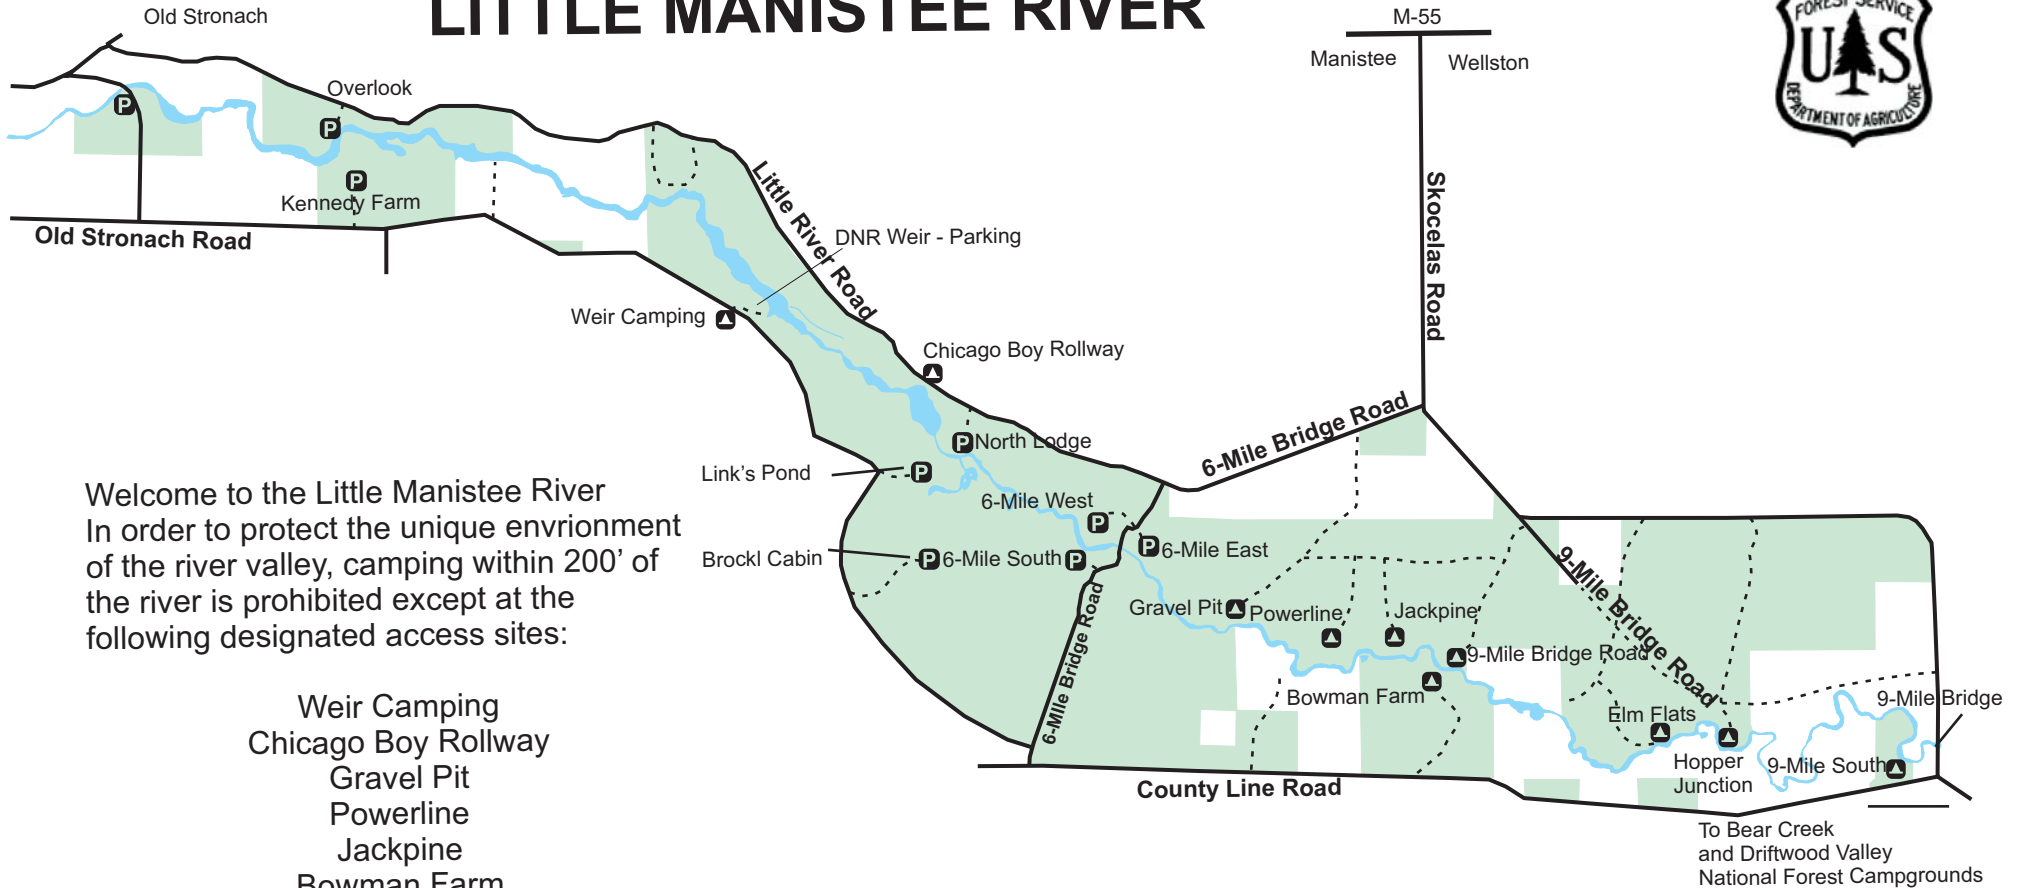 LITTLE MANISTEE RIVER
Old Stronach
M-55
Manistee
Wellston
FOREST SERVICE
U S
DEPARTMENT OF AGRICULTURE
Overlook
P
P
P
Kennedy Farm
Old Stronach Road
Little River Road
Skocelas Road
DNR Weir - Parking
Weir Camping
Chicago Boy Rollway
6-Mile Bridge Road
P
North Lodge
Link's Pond
P
6-Mile West
P
P
6-Mile East
Brockl Cabin
P
6-Mile South
P
6-MIle Bridge Road
Gravel Pit
Powerline
Jackpine
9-Mile Bridge Road
9-Mile Bridge Road
Bowman Farm
Elm Flats
Hopper
Junction
9-Mile South
9-Mile Bridge
County Line Road
To Bear Creek
and Driftwood Valley
National Forest Campgrounds
Welcome to the Little Manistee River
In order to protect the unique envrionment
of the river valley, camping within 200’ of
the river is prohibited except at the
following designated access sites:
Weir Camping
Chicago Boy Rollway
Gravel Pit
Powerline
Jackpine
Bowman Farm